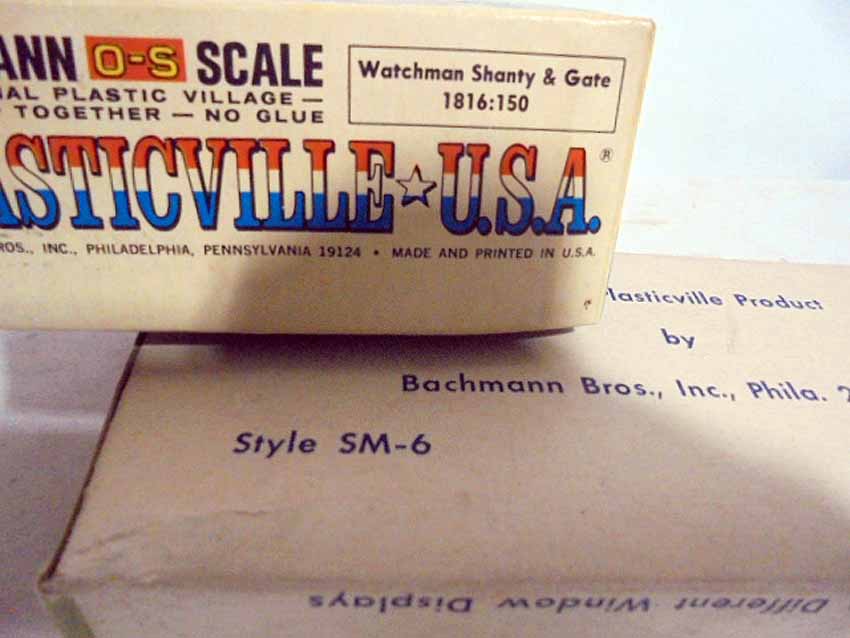 ANN O-S SCALE
NAL PLASTIC VILLAGE —
TOGETHER — NO GLUE
Watchman Shanty & Gate
1816:150
ASTICVILLE ☆ U.S.A.®
ROS., INC., PHILADELPHIA, PENNSYLVANIA 19124 • MADE AND PRINTED IN U.S.A.
Plasticville Product
by
Bachmann Bros., Inc., Phila.
Style SM-6
Different Window Displays